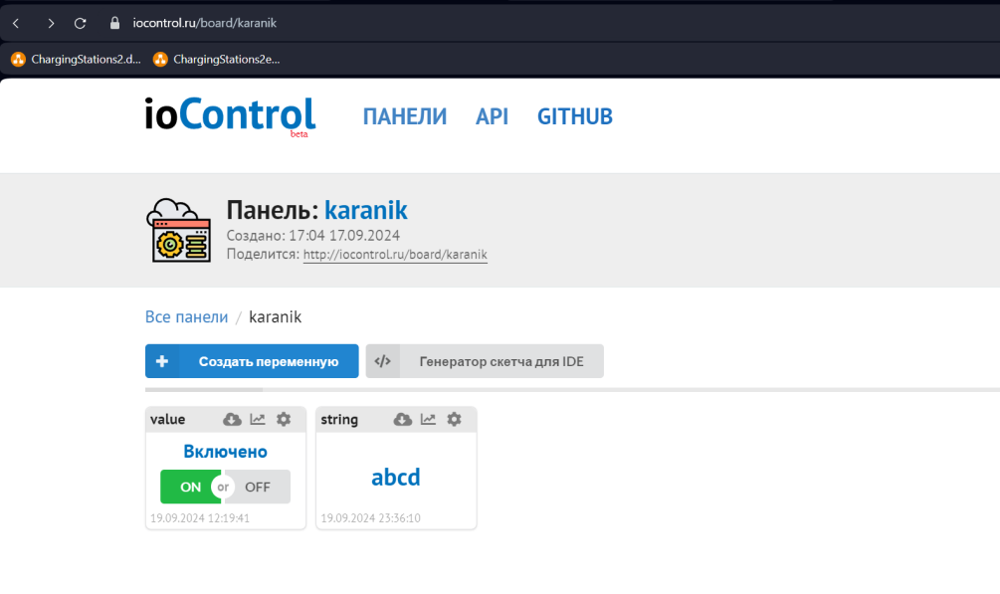 iocontrol.ru/board/karanik
ChargingStations2.d... ChargingStations2e...
ioControl beta
ПАНЕЛИ API GITHUB
Панель: karanik
Создано: 17:04 17.09.2024
Поделится: http://iocontrol.ru/board/karanik
Все панели / karanik
Создать переменную </> Генератор скетча для IDE
value string
Включено
abcd
ON or OFF
19.09.2024 12:19:41 19.09.2024 23:36:10